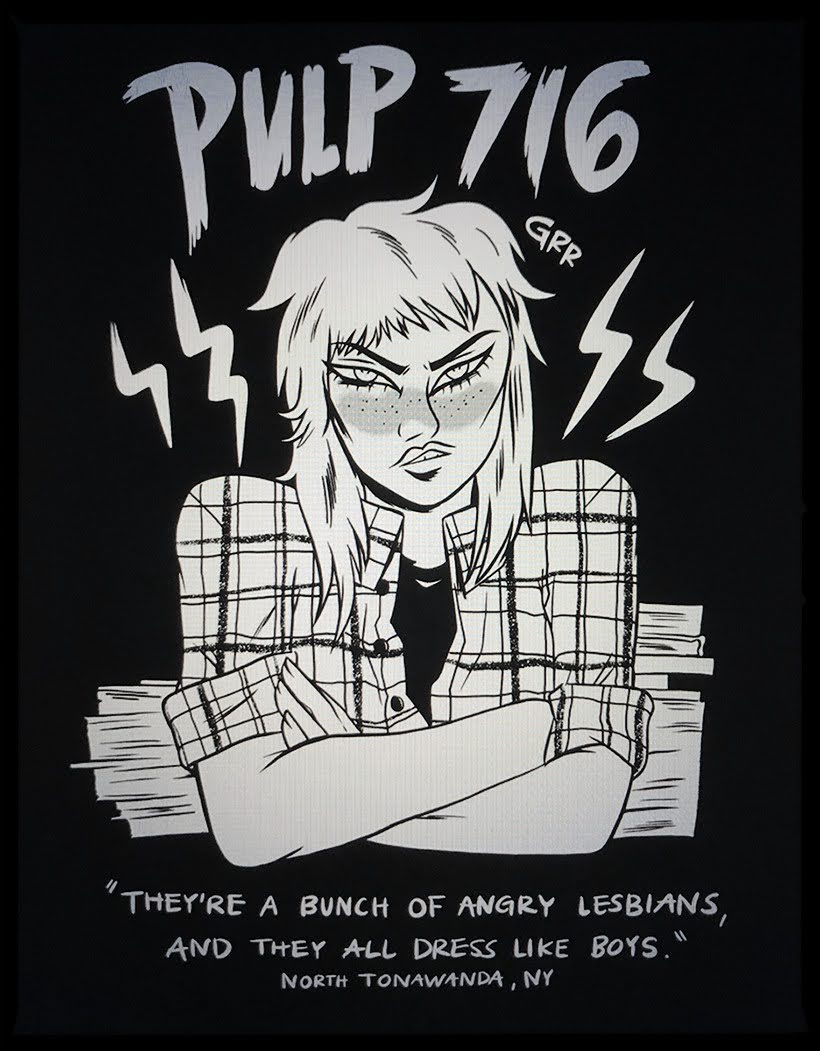 PULP 716
GRR
"THEY'RE A BUNCH OF ANGRY LESBIANS,
AND THEY ALL DRESS LIKE BOYS."
NORTH TONAWANDA, NY